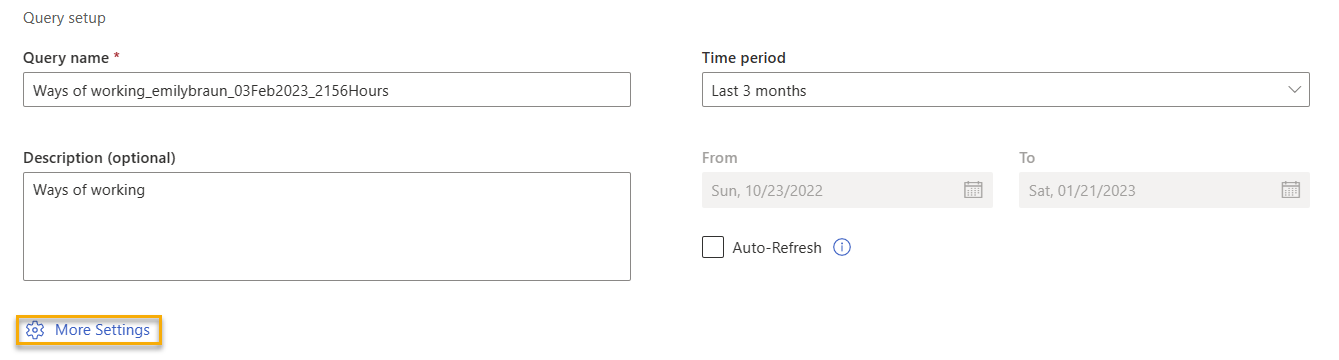 Query setup
Query name *
Ways of working_emilybraun_03Feb2023_2156Hours
Time period
Last 3 months
Description (optional)
Ways of working
From
Sun, 10/23/2022
To
Sat, 01/21/2023
Auto-Refresh
More Settings